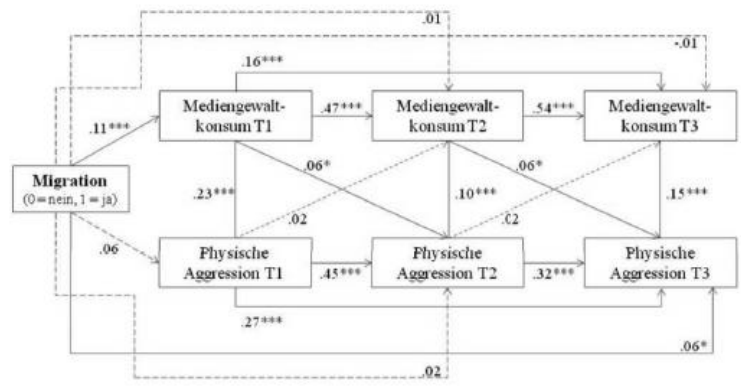 .01
-.01
.16***
Mediengewalt-
konsum T1
.47***
Mediengewalt-
konsum T2
.54***
Mediengewalt-
konsum T3
.11***
.06*
.06*
Migration
(0=nein, 1=ja)
.23***
.02
.10***
.02
.15***
.06
Physische
Aggression T1
.45***
Physische
Aggression T2
.32***
Physische
Aggression T3
.27***
.06*
.02